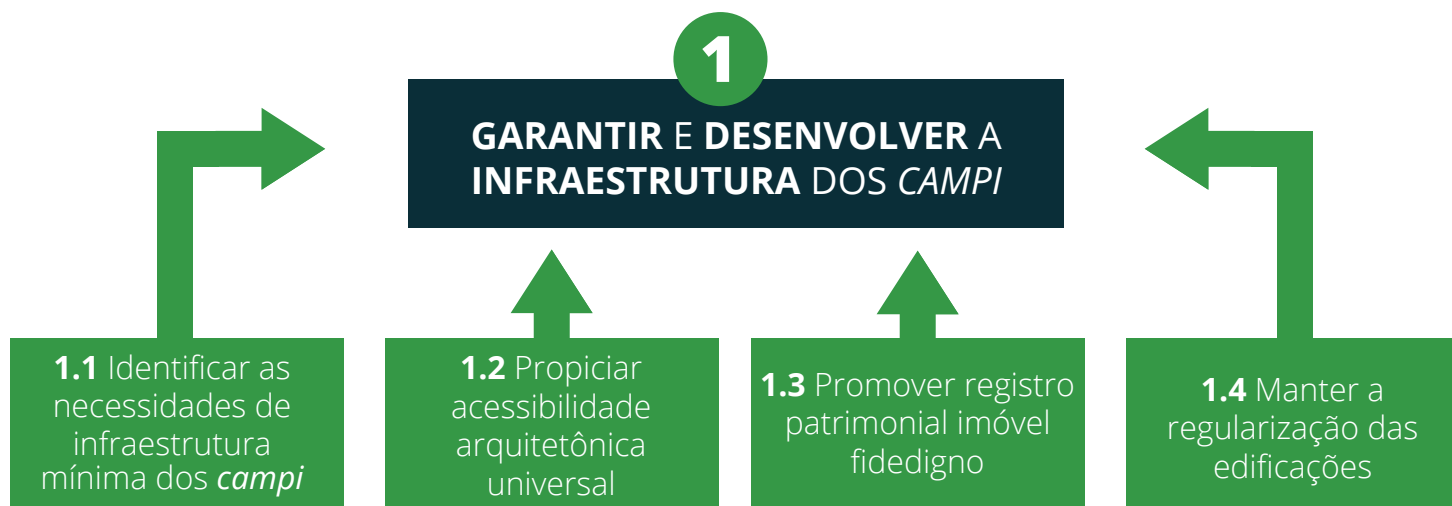 1
GARANTIR E DESENVOLVER A
INFRAESTRUTURA DOS CAMPI
1.1 Identificar as
necessidades de
infraestrutura
mínima dos campi
1.2 Propiciar
acessibilidade
arquitetônica
universal
1.3 Promover registro
patrimonial imóvel
fidedigno
1.4 Manter a
regularização das
edificações